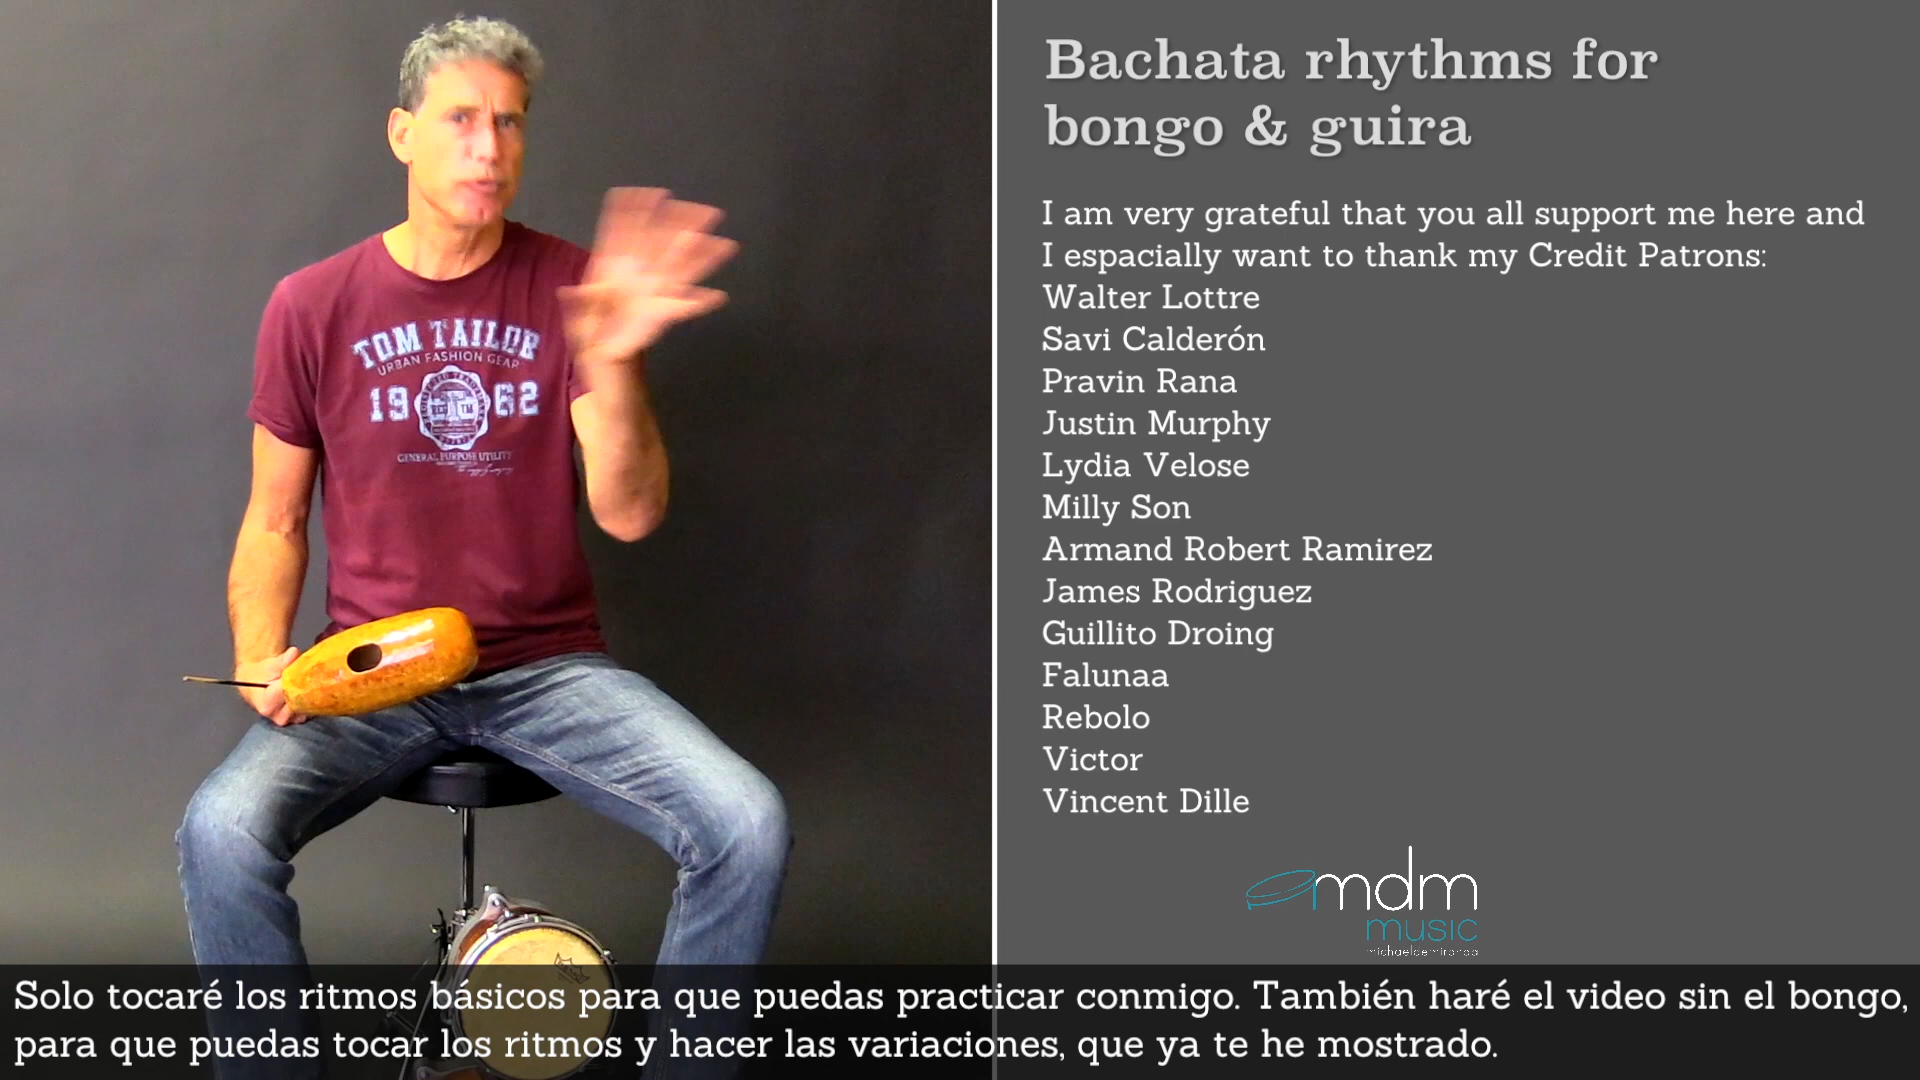 Bachata rhythms for
bongo & guira
I am very grateful that you all support me here and
I espacially want to thank my Credit Patrons:
Walter Lottre
Savi Calderón
Pravin Rana
Justin Murphy
Lydia Velose
Milly Son
Armand Robert Ramirez
James Rodriguez
Guillito Droing
Falunaa
Rebolo
Victor
Vincent Dille
TOM TAILOR
URBAN FASHION GEAR
1962
GENERAL PURPOSE UTILITY
mdm
music
michaeldemiranda
Solo tocaré los ritmos básicos para que puedas practicar conmigo. También haré el video sin el bongo,
para que puedas tocar los ritmos y hacer las variaciones, que ya te he mostrado.